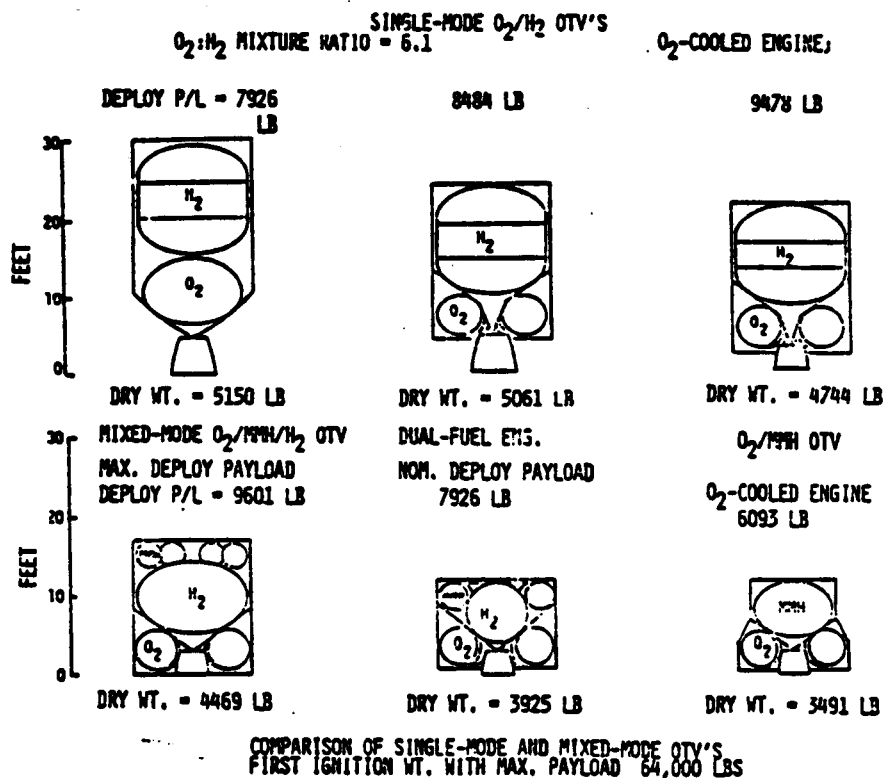 SINGLE-MODE O2/H2 OTV'S
O2:H2 MIXTURE RATIO = 6.1
O2-COOLED ENGINE;
DEPLOY P/L = 7926 LB
8484 LB
9478 LB
30
20
10
0
FEET
H2
O2
H2
O2
H2
O2
DRY WT. = 5150 LB
DRY WT. = 5061 LB
DRY WT. = 4744 LB
MIXED-MODE O2/MMH/H2 OTV
DUAL-FUEL ENG.
O2/MMH OTV
MAX. DEPLOY PAYLOAD
NOM. DEPLOY PAYLOAD
O2-COOLED ENGINE
DEPLOY P/L = 9601 LB
7926 LB
6093 LB
30
20
10
0
FEET
H2
O2
H2
O2
MMH
O2
DRY WT. = 4469 LB
DRY WT. = 3925 LB
DRY WT. = 3491 LB
COMPARISON OF SINGLE-MODE AND MIXED-MODE OTV'S
FIRST IGNITION WT. WITH MAX. PAYLOAD 64,000 LBS